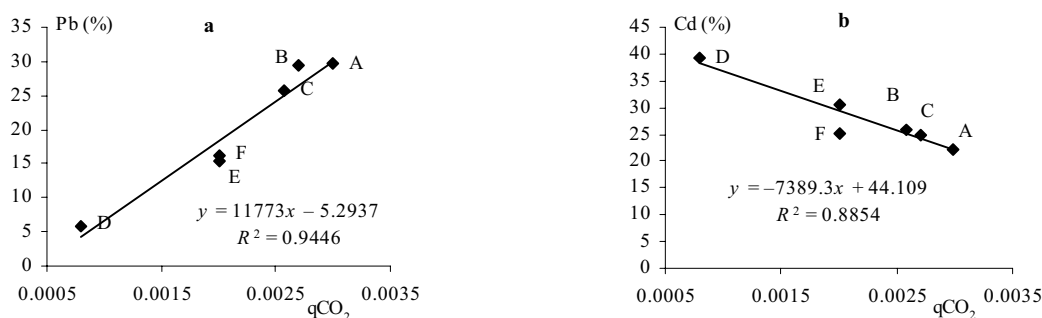 a
Pb (%)
35
30
25
20
15
10
5
0
B
A
C
F
E
D
y = 11773x – 5.2937
R² = 0.9446
0.0005 0.0015 0.0025 0.0035
qCO₂
b
Cd (%)
45
40
35
30
25
20
15
10
5
0
D
E
B
C
A
F
y = –7389.3x + 44.109
R² = 0.8854
0.0005 0.0015 0.0025 0.0035
qCO₂